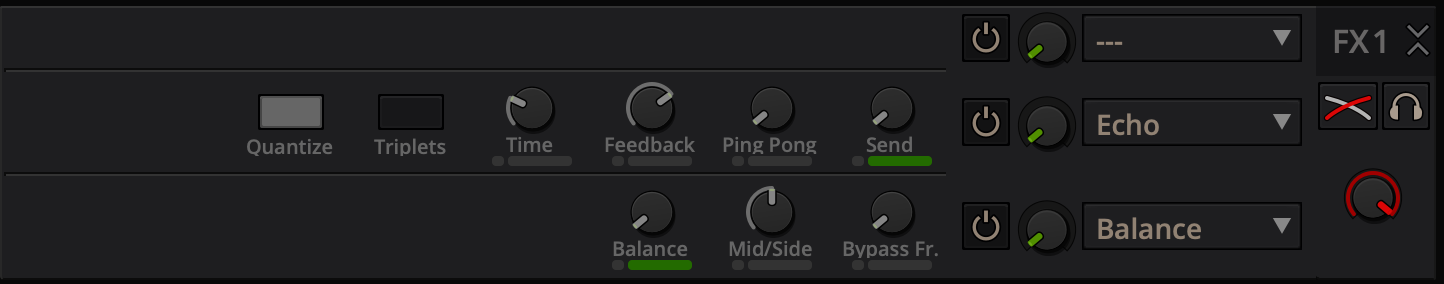 ---
FX1
Quantize
Triplets
Time
Feedback
Ping Pong
Send
Echo
Balance
Mid/Side
Bypass Fr.
Balance